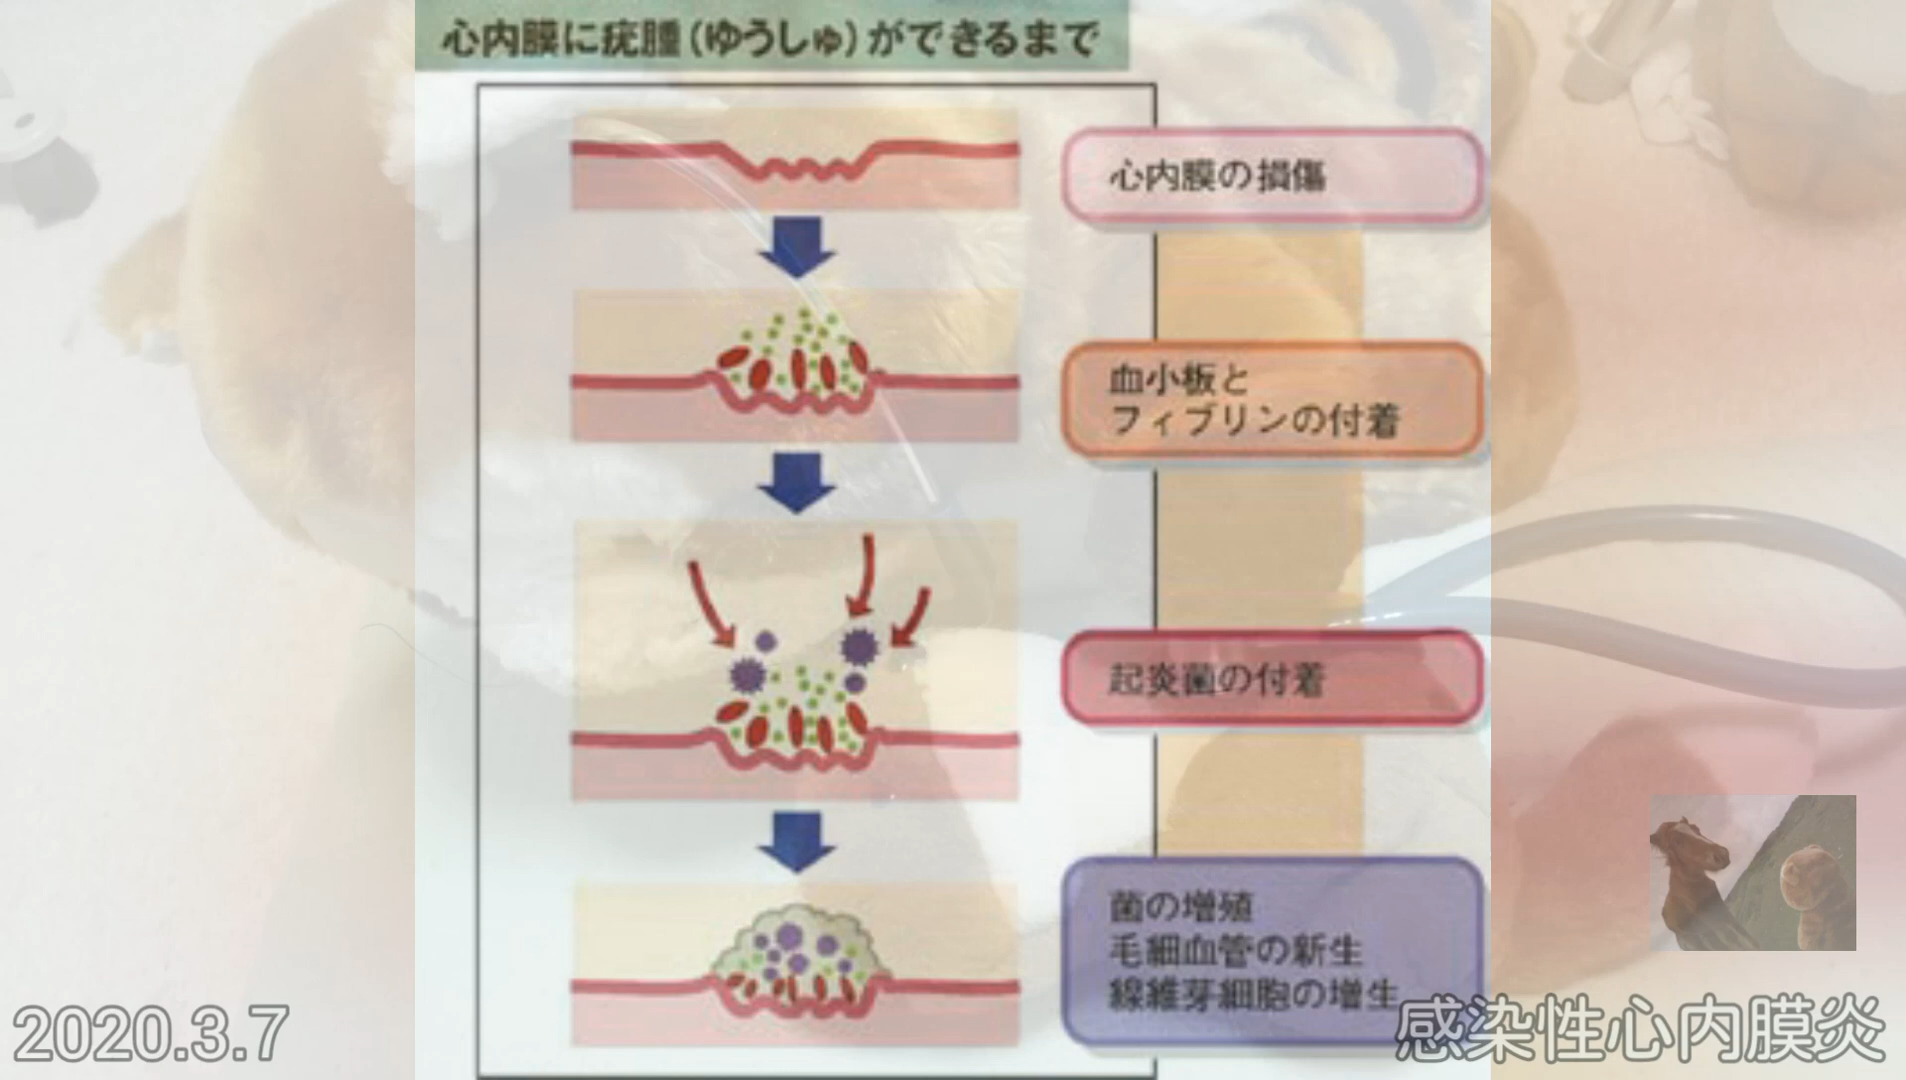 心内膜に疣腫(ゆうしゅ)ができるまで
心内膜の損傷
血小板と
フィブリンの付着
起炎菌の付着
菌の増殖
毛細血管の新生
線維芽細胞の増生
2020.3.7
感染性心内膜炎